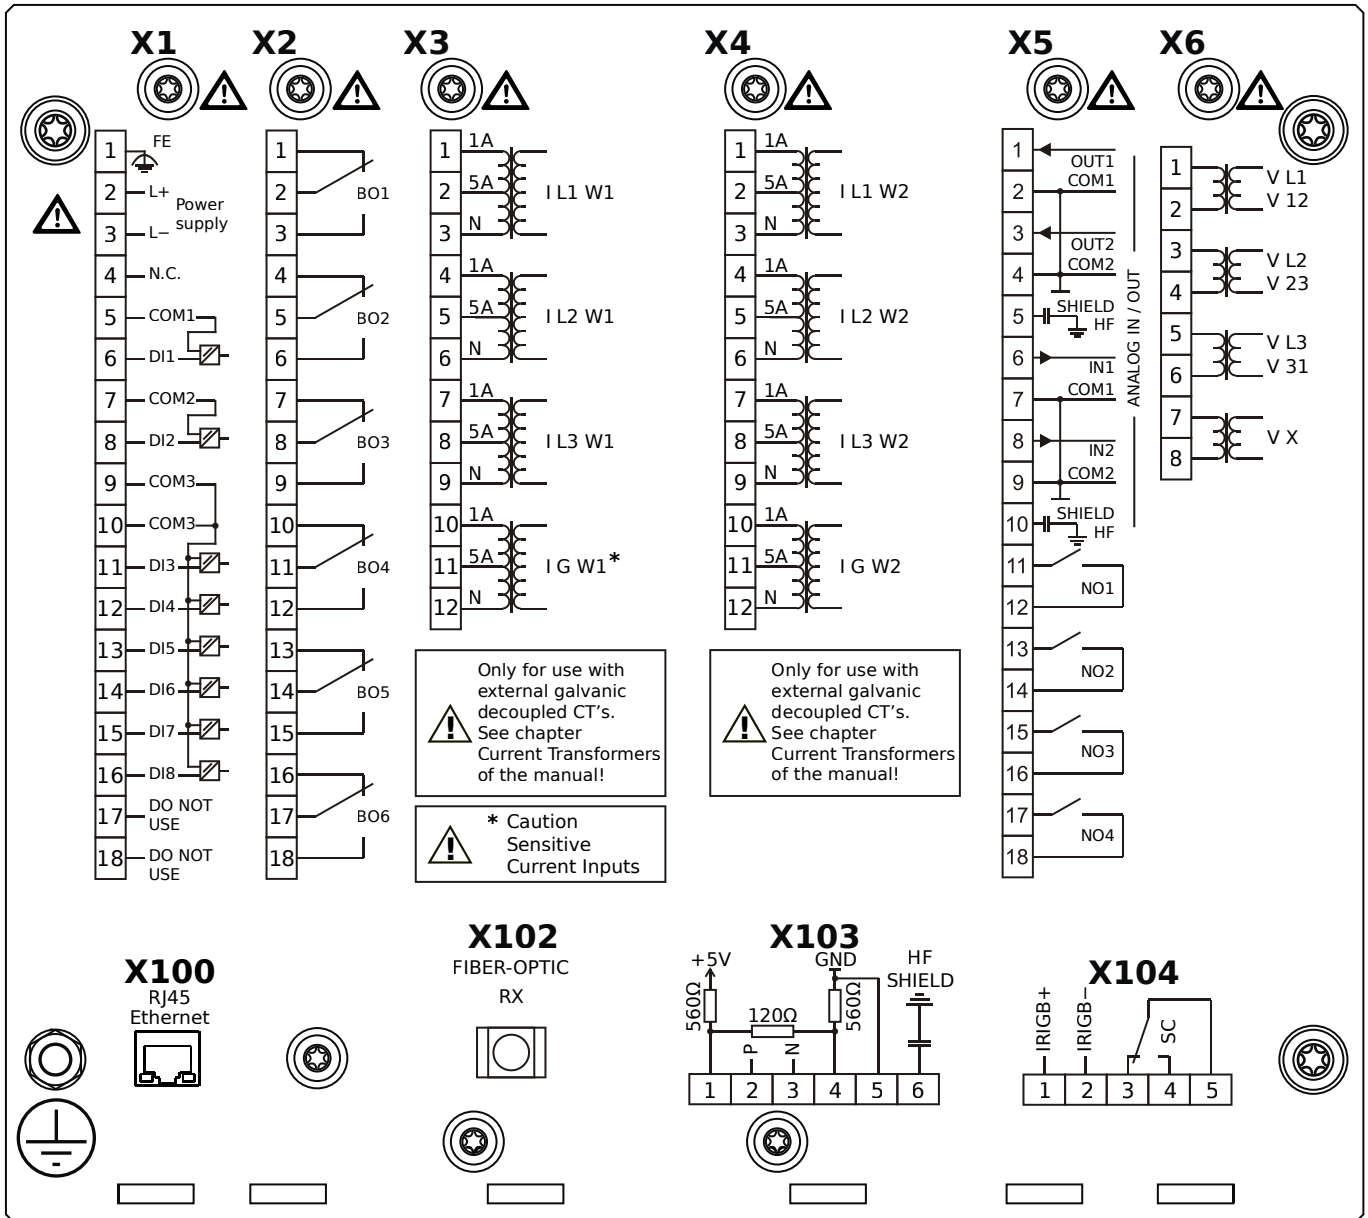 X1
X2
X3
X4
X5
X6
1
FE
2
L+
Power
supply
3
L−
4
N.C.
5
COM1
6
DI1
7
COM2
8
DI2
9
COM3
10
COM3
11
DI3
12
DI4
13
DI5
14
DI6
15
DI7
16
DI8
17
DO NOT
USE
18
DO NOT
USE
1
2
BO1
3
4
5
BO2
6
7
8
BO3
9
10
11
BO4
12
13
14
BO5
15
16
17
BO6
18
1
1A
2
5A
I L1 W1
3
N
4
1A
5
5A
I L2 W1
6
N
7
1A
8
5A
I L3 W1
9
N
10
1A
11
5A
I G W1*
12
N
Only for use with
external galvanic
decoupled CT's.
See chapter
Current Transformers
of the manual!
* Caution
Sensitive
Current Inputs
1
1A
2
5A
I L1 W2
3
N
4
1A
5
5A
I L2 W2
6
N
7
1A
8
5A
I L3 W2
9
N
10
1A
11
5A
I G W2
12
N
Only for use with
external galvanic
decoupled CT's.
See chapter
Current Transformers
of the manual!
1
OUT1
2
COM1
3
OUT2
4
COM2
5
SHIELD
HF
6
IN1
7
COM1
8
IN2
9
COM2
10
SHIELD
HF
ANALOG IN / OUT
11
NO1
12
13
NO2
14
15
NO3
16
17
NO4
18
1
V L1
2
V 12
3
V L2
4
V 23
5
V L3
6
V 31
7
V X
8
X100
RJ45
Ethernet
X102
FIBER-OPTIC
RX
X103
+5V
GND
HF
SHIELD
560Ω
120Ω
560Ω
P
N
1 2 3 4 5 6
X104
IRIGB+
IRIGB−
SC
1 2 3 4 5